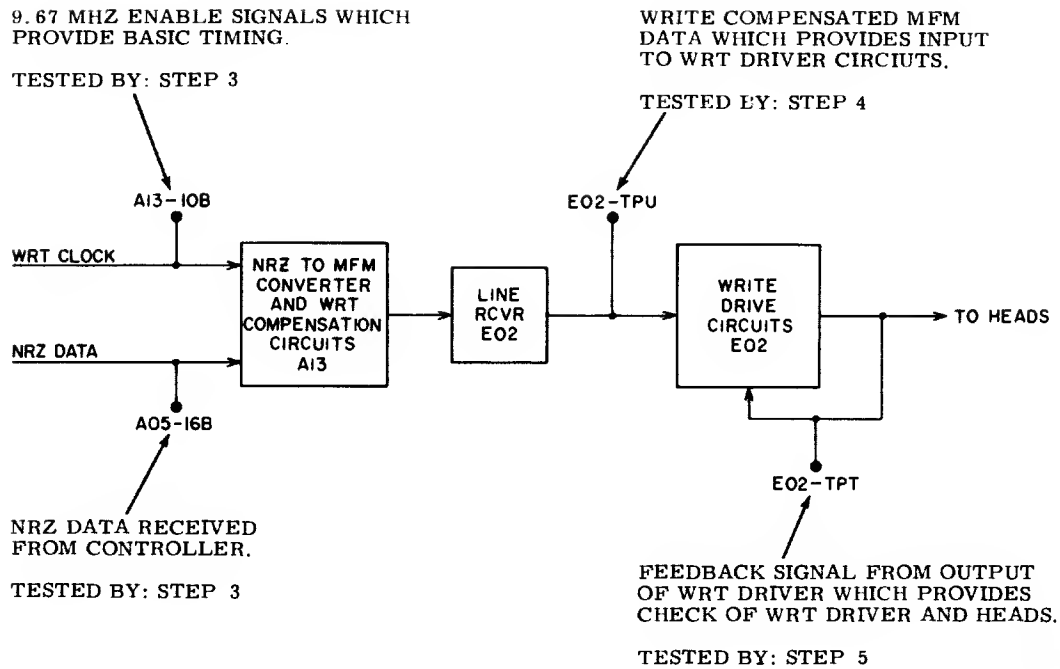 9.67 MHZ ENABLE SIGNALS WHICH
PROVIDE BASIC TIMING.
TESTED BY: STEP 3
WRITE COMPENSATED MFM
DATA WHICH PROVIDES INPUT
TO WRT DRIVER CIRCIUTS.
TESTED BY: STEP 4
A13-10B
E02-TPU
WRT CLOCK
NRZ DATA
NRZ TO MFM
CONVERTER
AND WRT
COMPENSATION
CIRCUITS
A13
LINE
RCVR
E02
WRITE
DRIVE
CIRCUITS
E02
TO HEADS
A05-16B
E02-TPT
NRZ DATA RECEIVED
FROM CONTROLLER.
TESTED BY: STEP 3
FEEDBACK SIGNAL FROM OUTPUT
OF WRT DRIVER WHICH PROVIDES
CHECK OF WRT DRIVER AND HEADS.
TESTED BY: STEP 5